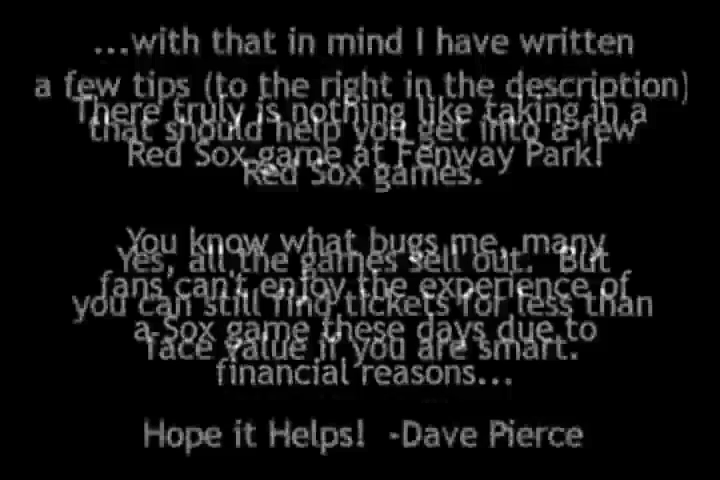 ...with that in mind I have written
a few tips (to the right in the description)
There truly is nothing like taking in a
that should help you get into a few
Red Sox game at Fenway Park!
Red Sox games.
You know what bugs me, many
Yes, all the games sell out. But
fans can't enjoy the experience of
you can still find tickets for less than
a Sox game these days due to
face value if you are smart.
financial reasons...
Hope it Helps! -Dave Pierce